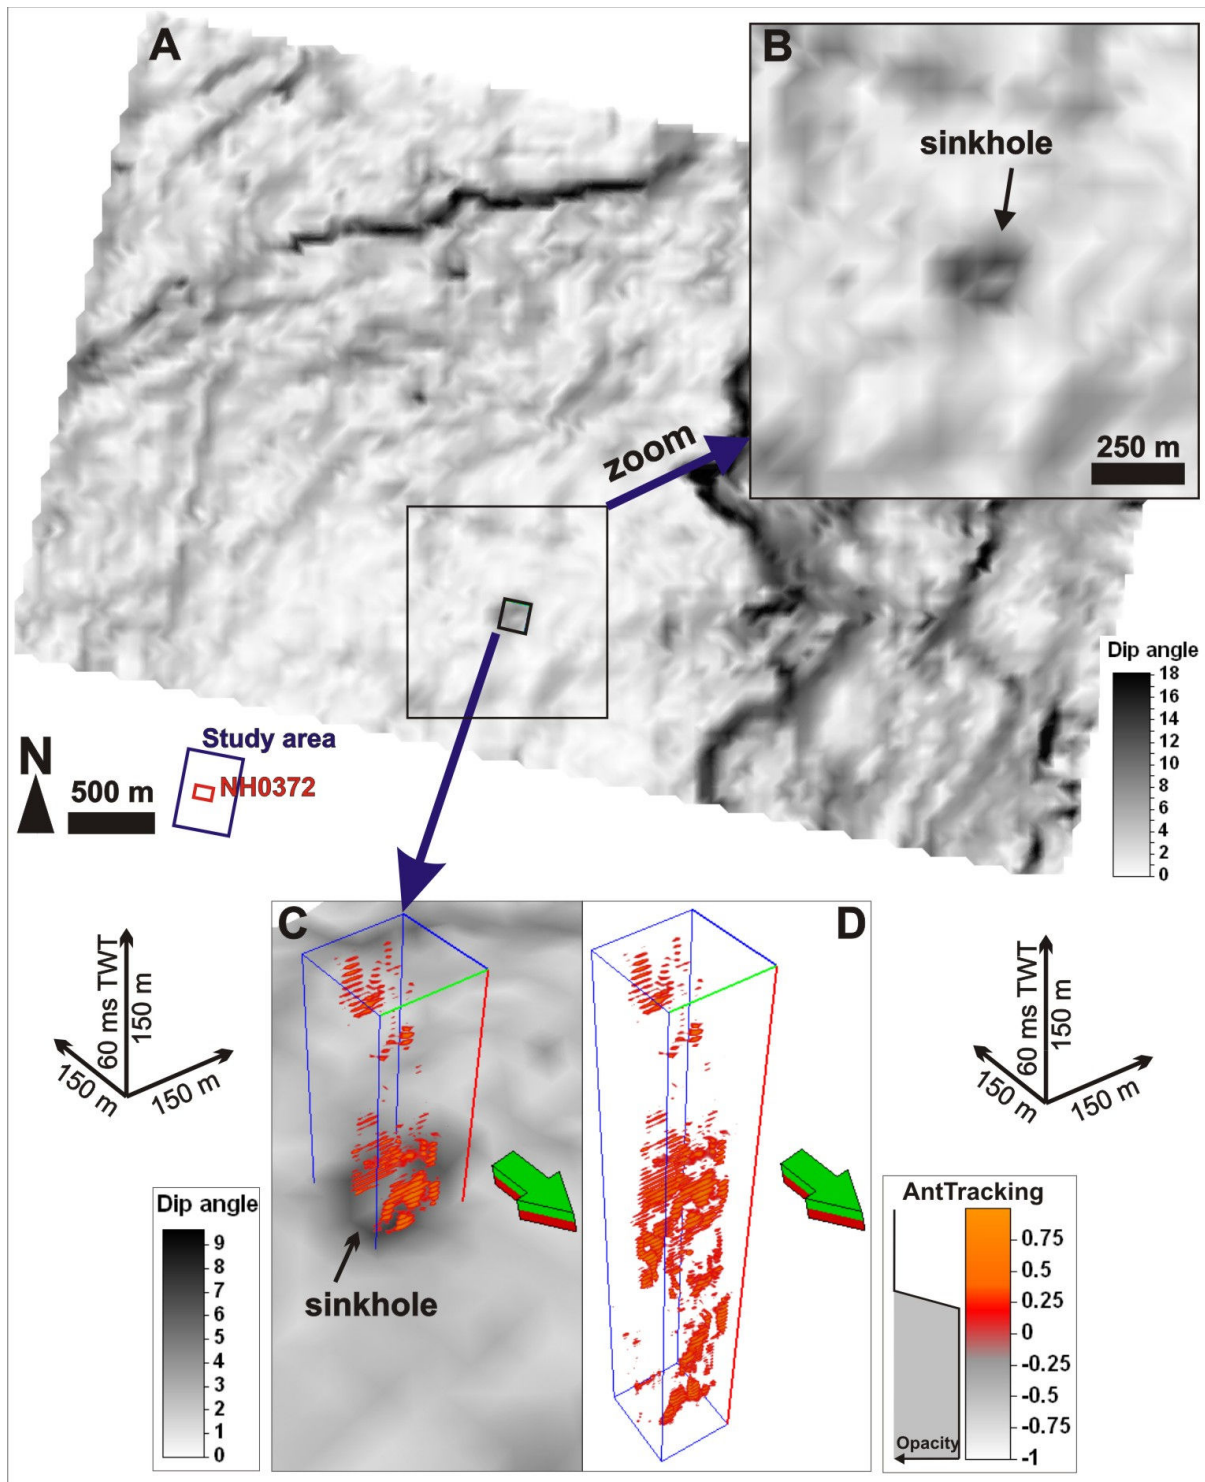 A
B
sinkhole
250 m
zoom
Dip angle
18
16
14
12
10
8
6
4
2
0
N
500 m
Study area
NH0372
C
D
60 ms TWT
150 m
150 m
150 m
60 ms TWT
150 m
150 m
150 m
Dip angle
9
8
7
6
5
4
3
2
1
0
sinkhole
AntTracking
0.75
0.5
0.25
0
-0.25
-0.5
-0.75
-1
Opacity